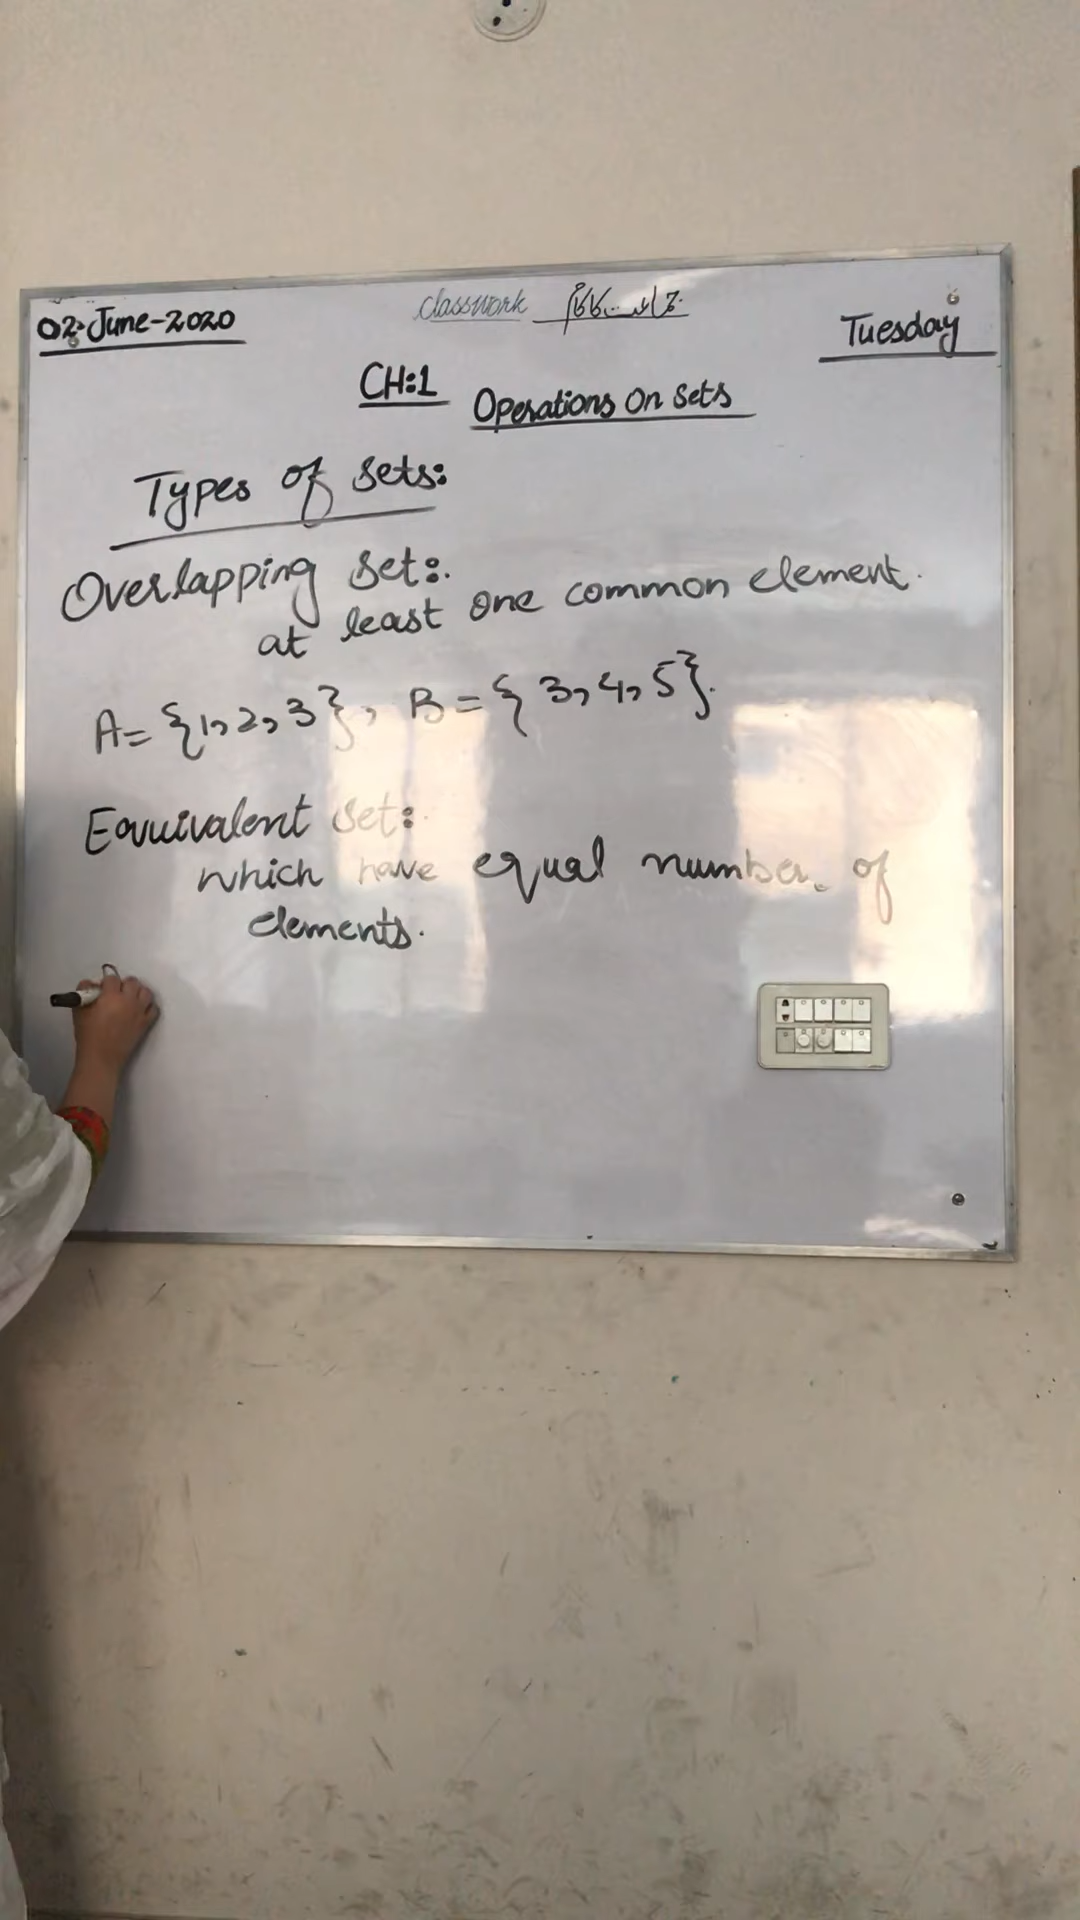 02-June-2020
classwork
Tuesday
CH:1 Operations On Sets
Types of Sets:
Overlapping Set:.
at least one common element.
A= {1,2,3}, B={3,4,5}.
Equivalent Set:.
which have equal number of
elements.